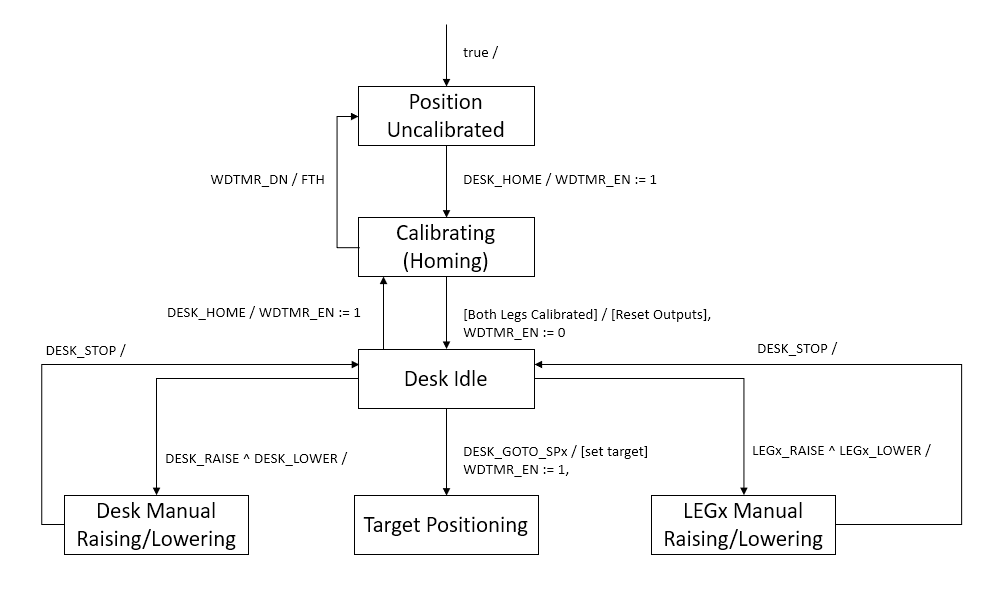 true /
Position
Uncalibrated
WDTMR_DN / FTH
DESK_HOME / WDTMR_EN := 1
Calibrating
(Homing)
DESK_HOME / WDTMR_EN := 1
[Both Legs Calibrated] / [Reset Outputs],
WDTMR_EN := 0
DESK_STOP /
DESK_STOP /
Desk Idle
DESK_RAISE ^ DESK_LOWER /
DESK_GOTO_SPx / [set target]
WDTMR_EN := 1,
LEGx_RAISE ^ LEGx_LOWER /
Desk Manual
Raising/Lowering
Target Positioning
LEGx Manual
Raising/Lowering